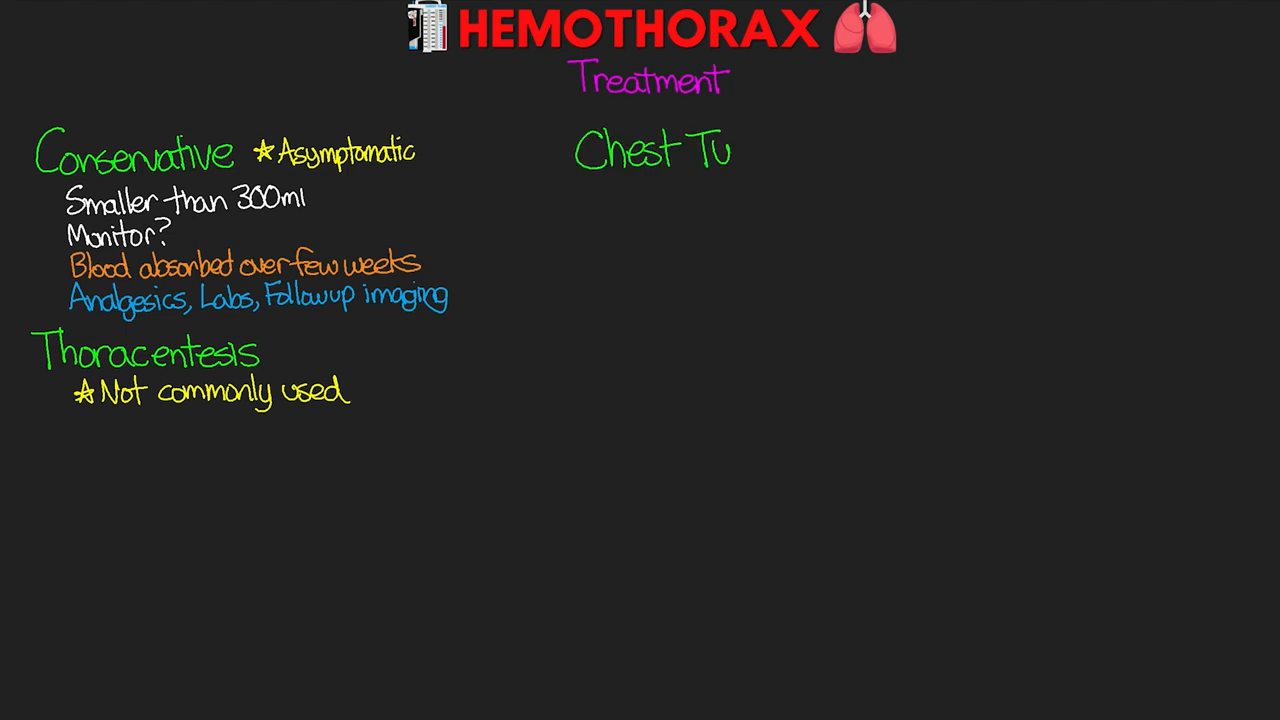 HEMOTHORAX
Treatment
Conservative ☆Asymptomatic
Smaller than 300ml
Monitor?
Blood absorbed over few weeks
Analgesics, Labs, Followup imaging
Thoracentesis
☆Not commonly used
Chest Tu